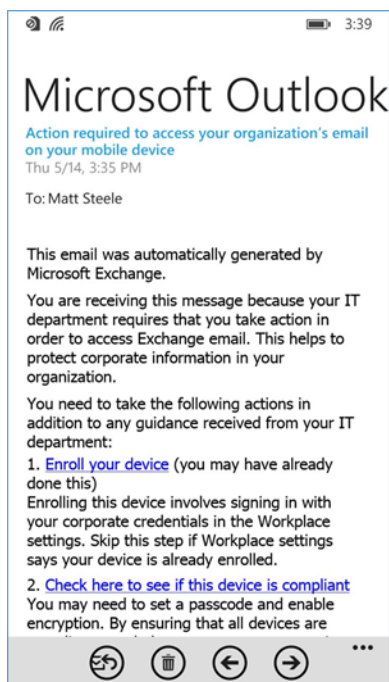 3:39
Microsoft Outlook
Action required to access your organization's email
on your mobile device
Thu 5/14, 3:35 PM
To: Matt Steele
This email was automatically generated by
Microsoft Exchange.
You are receiving this message because your IT
department requires that you take action in
order to access Exchange email. This helps to
protect corporate information in your
organization.
You need to take the following actions in
addition to any guidance received from your IT
department:
1. Enroll your device (you may have already
done this)
Enrolling this device involves signing in with
your corporate credentials in the Workplace
settings. Skip this step if Workplace settings
says your device is already enrolled.
2. Check here to see if this device is compliant
You may need to set a passcode and enable
encryption. By ensuring that all devices are